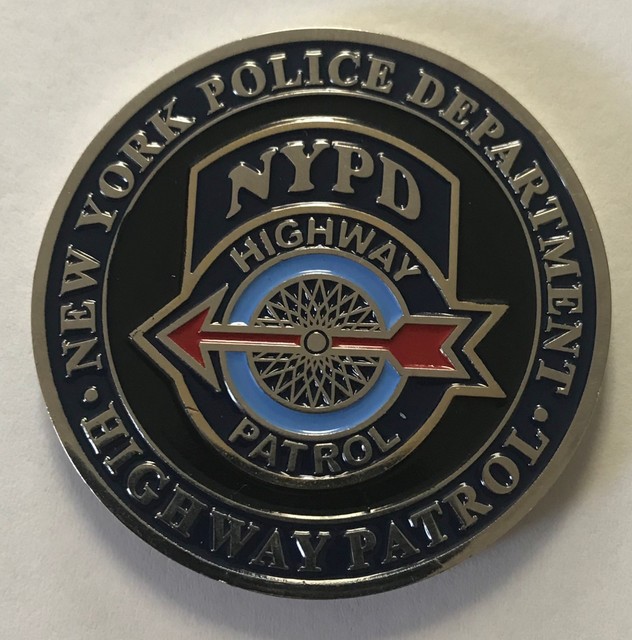 NEW YORK POLICE DEPARTMENT
NYPD
HIGHWAY
PATROL
HIGHWAY PATROL